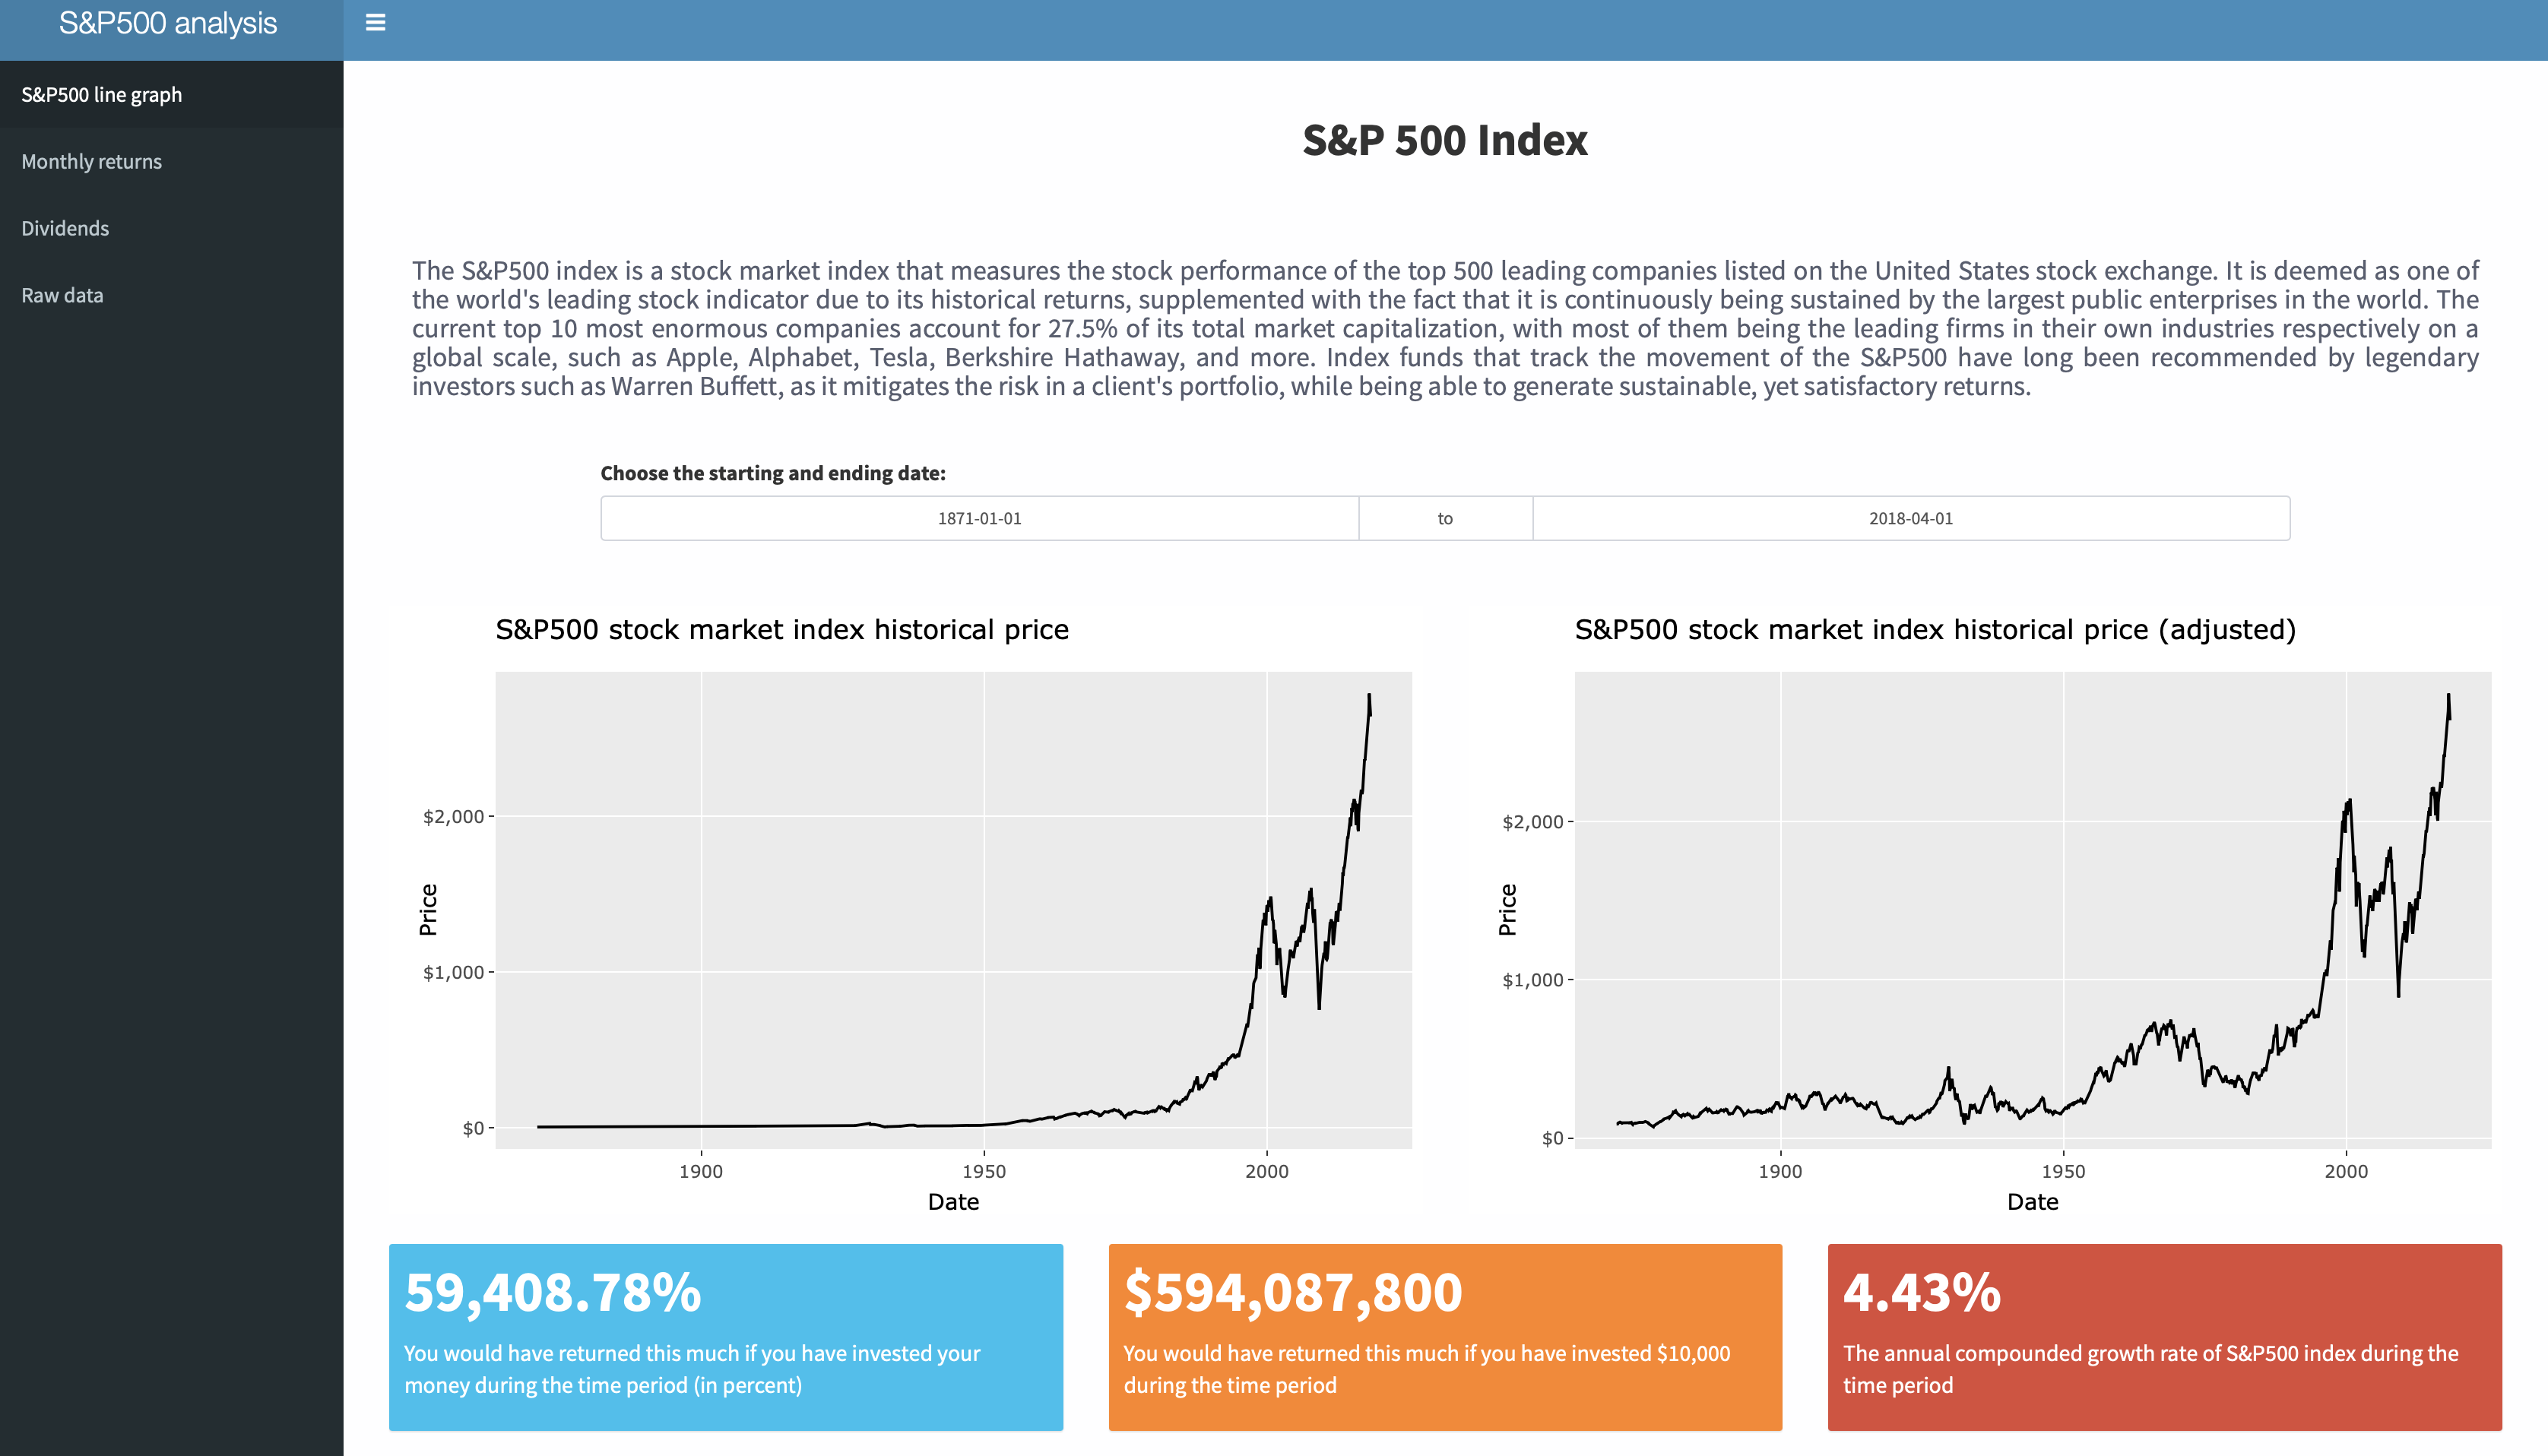 S&P500 analysis
S&P500 line graph
Monthly returns
Dividends
Raw data
S&P 500 Index
The S&P500 index is a stock market index that measures the stock performance of the top 500 leading companies listed on the United States stock exchange. It is deemed as one of
the world's leading stock indicator due to its historical returns, supplemented with the fact that it is continuously being sustained by the largest public enterprises in the world. The
current top 10 most enormous companies account for 27.5% of its total market capitalization, with most of them being the leading firms in their own industries respectively on a
global scale, such as Apple, Alphabet, Tesla, Berkshire Hathaway, and more. Index funds that track the movement of the S&P500 have long been recommended by legendary
investors such as Warren Buffett, as it mitigates the risk in a client's portfolio, while being able to generate sustainable, yet satisfactory returns.
Choose the starting and ending date:
1871-01-01 to 2018-04-01
S&P500 stock market index historical price
$2,000
$1,000
$0
Price
1900 1950 2000
Date
S&P500 stock market index historical price (adjusted)
$2,000
$1,000
$0
Price
1900 1950 2000
Date
59,408.78%
You would have returned this much if you have invested your
money during the time period (in percent)
$594,087,800
You would have returned this much if you have invested $10,000
during the time period
4.43%
The annual compounded growth rate of S&P500 index during the
time period